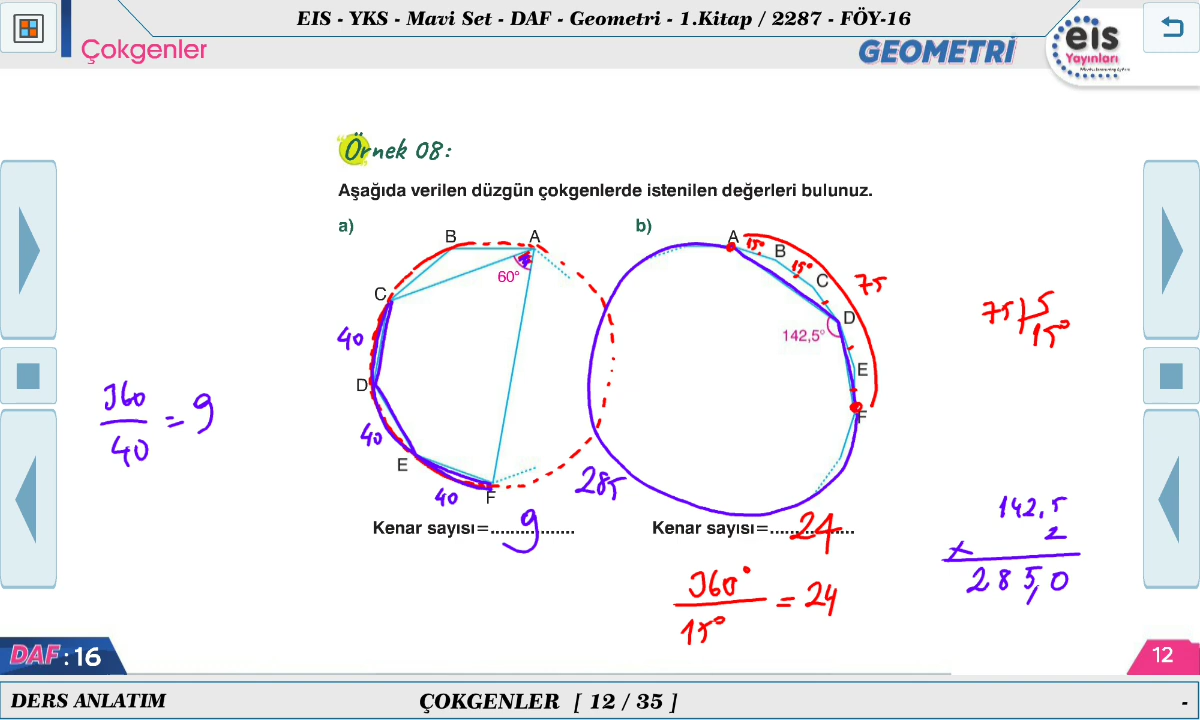 EIS - YKS - Mavi Set - DAF - Geometri - 1.Kitap / 2287 - FÖY-16
Çokgenler
GEOMETRİ
eis
Yayınları
Örnek 08:
Aşağıda verilen düzgün çokgenlerde istenilen değerleri bulunuz.
a)
B
A
60°
C
40
D
40
E
40
F
Kenar sayısı=..................
9
360
40
= 9
b)
A
15°
B
15°
C
75
D
142,5°
E
F
285
Kenar sayısı=..................
24
360°
15°
= 24
75 5
15°
142,5
2
x
285,0
DAF : 16
12
DERS ANLATIM
ÇOKGENLER [ 12 / 35 ]
-